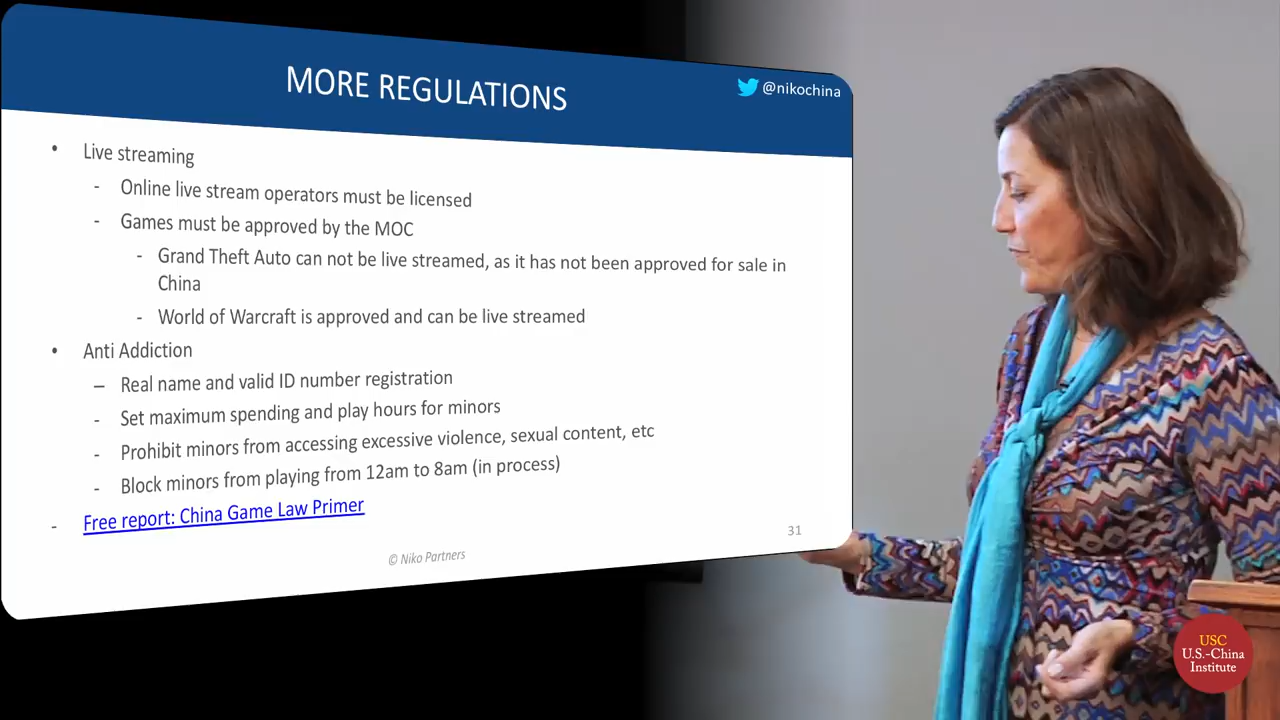 MORE REGULATIONS
@nikochina
• Live streaming
- Online live stream operators must be licensed
- Games must be approved by the MOC
- Grand Theft Auto can not be live streamed, as it has not been approved for sale in
China
- World of Warcraft is approved and can be live streamed
• Anti Addiction
– Real name and valid ID number registration
- Set maximum spending and play hours for minors
- Prohibit minors from accessing excessive violence, sexual content, etc
- Block minors from playing from 12am to 8am (in process)
- Free report: China Game Law Primer
31
© Niko Partners
USC
U.S.-China
Institute